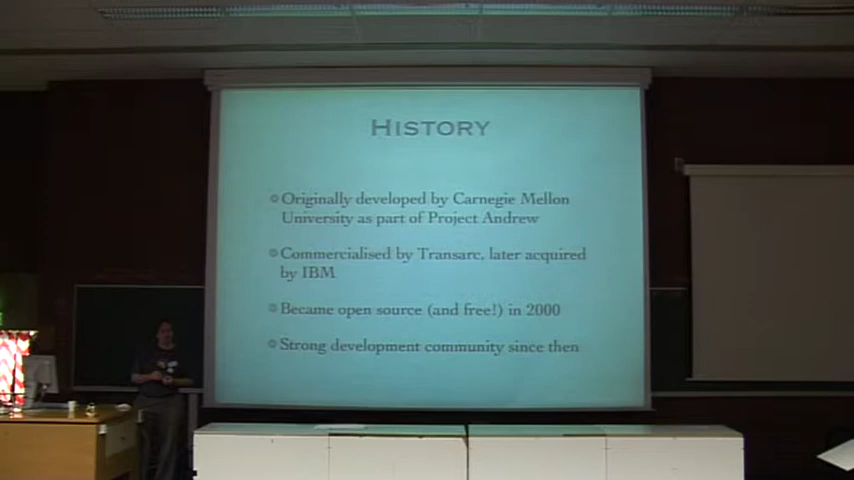 History
Originally developed by Carnegie Mellon
University as part of Project Andrew
Commercialised by Transarc, later acquired
by IBM
Became open source (and free!) in 2000
Strong development community since then